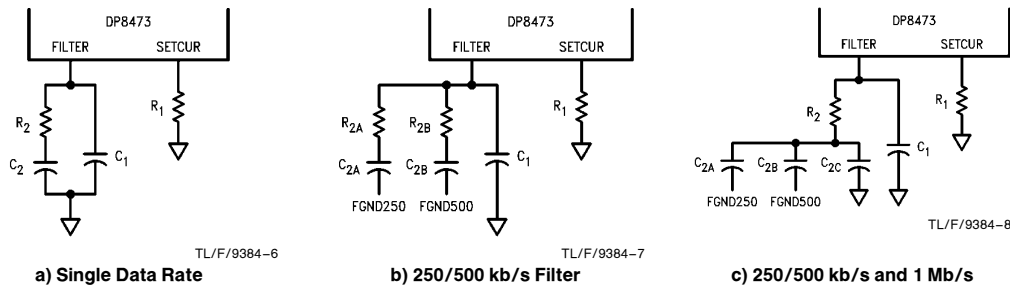 DP8473
FILTER SETCUR
R2
R1
C2
C1
TL/F/9384–6
a) Single Data Rate
DP8473
FILTER SETCUR
R2A
R2B
R1
C2A
C2B
C1
FGND250 FGND500
TL/F/9384–7
b) 250/500 kb/s Filter
DP8473
FILTER SETCUR
R2
R1
C2A
C2B
C2C
C1
FGND250 FGND500
TL/F/9384–8
c) 250/500 kb/s and 1 Mb/s